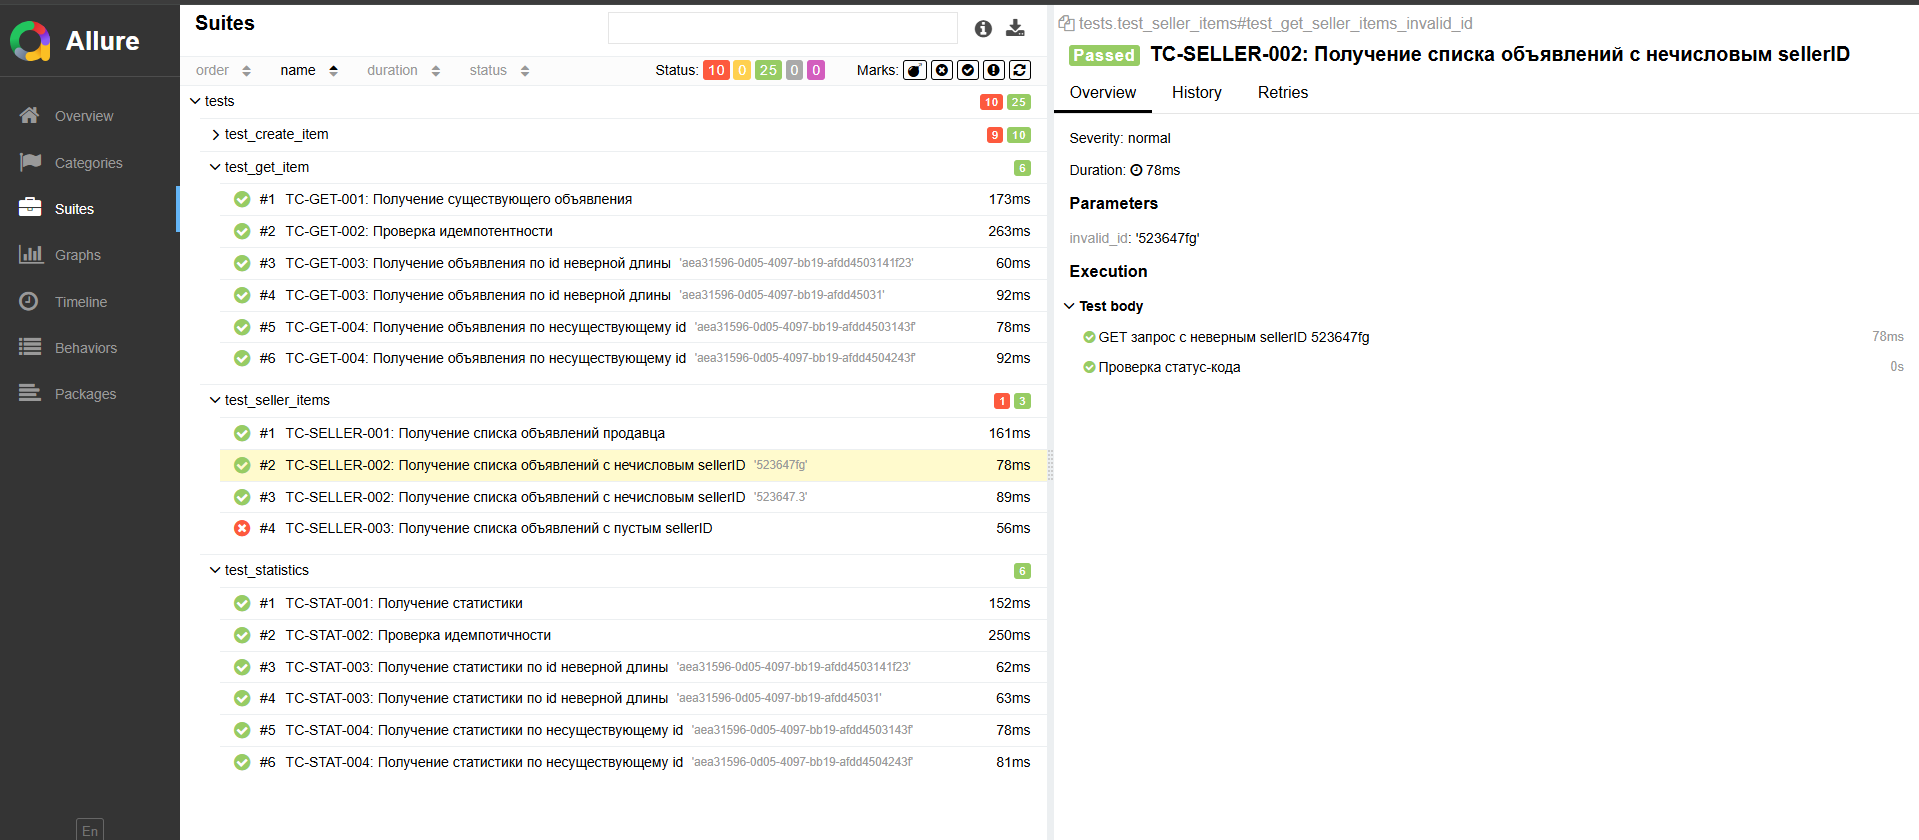 Allure
Overview
Categories
Suites
Graphs
Timeline
Behaviors
Packages
En
Suites
order name duration status Status: 10 0 25 0 0 Marks:
tests 10 25
test_create_item 9 10
test_get_item 6
#1 TC-GET-001: Получение существующего объявления 173ms
#2 TC-GET-002: Проверка идемпотентности 263ms
#3 TC-GET-003: Получение объявления по id неверной длины 'aea31596-0d05-4097-bb19-afdd4503141f23' 60ms
#4 TC-GET-003: Получение объявления по id неверной длины 'aea31596-0d05-4097-bb19-afdd45031' 92ms
#5 TC-GET-004: Получение объявления по несуществующему id 'aea31596-0d05-4097-bb19-afdd4503143f' 78ms
#6 TC-GET-004: Получение объявления по несуществующему id 'aea31596-0d05-4097-bb19-afdd4504243f' 92ms
test_seller_items 1 3
#1 TC-SELLER-001: Получение списка объявлений продавца 161ms
#2 TC-SELLER-002: Получение списка объявлений с нечисловым sellerID '523647fg' 78ms
#3 TC-SELLER-002: Получение списка объявлений с нечисловым sellerID '523647.3' 89ms
#4 TC-SELLER-003: Получение списка объявлений с пустым sellerID 56ms
test_statistics 6
#1 TC-STAT-001: Получение статистики 152ms
#2 TC-STAT-002: Проверка идемпотичности 250ms
#3 TC-STAT-003: Получение статистики по id неверной длины 'aea31596-0d05-4097-bb19-afdd4503141f23' 62ms
#4 TC-STAT-003: Получение статистики по id неверной длины 'aea31596-0d05-4097-bb19-afdd45031' 63ms
#5 TC-STAT-004: Получение статистики по несуществующему id 'aea31596-0d05-4097-bb19-afdd4503143f' 78ms
#6 TC-STAT-004: Получение статистики по несуществующему id 'aea31596-0d05-4097-bb19-afdd4504243f' 81ms
tests.test_seller_items#test_get_seller_items_invalid_id
Passed TC-SELLER-002: Получение списка объявлений с нечисловым sellerID
Overview History Retries
Severity: normal
Duration: 78ms
Parameters
invalid_id: '523647fg'
Execution
Test body
GET запрос с неверным sellerID 523647fg 78ms
Проверка статус-кода 0s